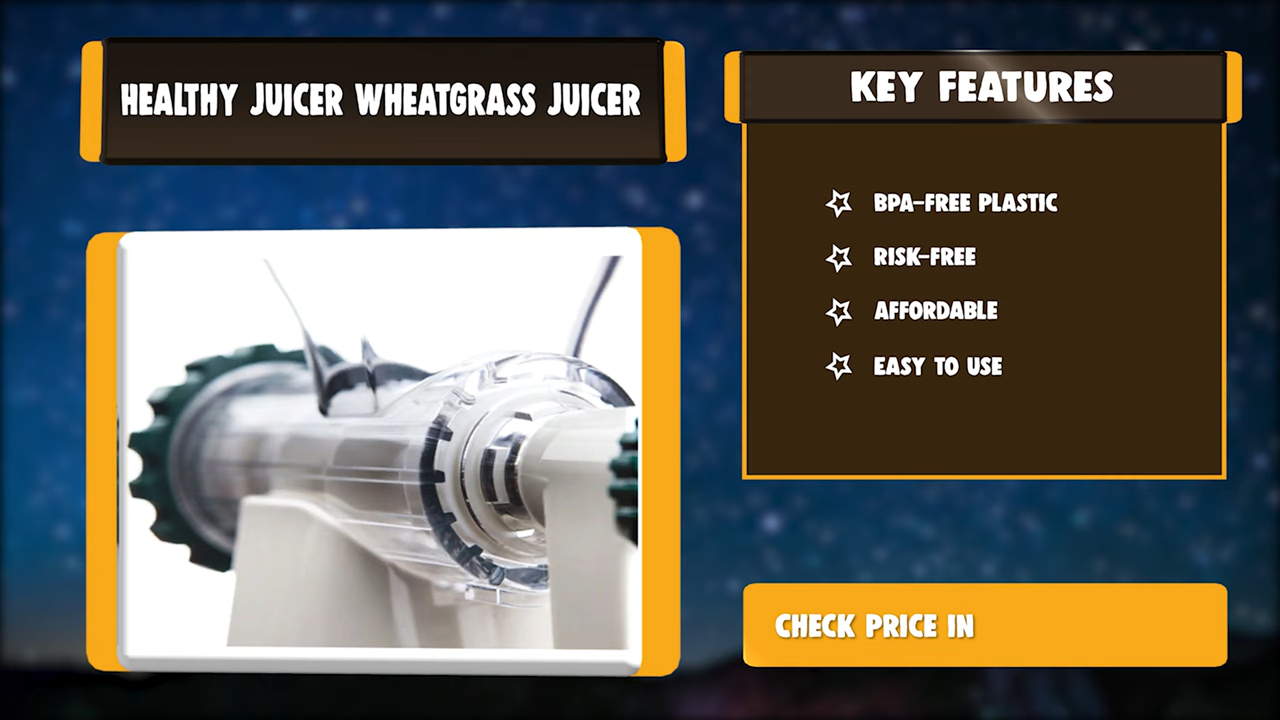 HEALTHY JUICER WHEATGRASS JUICER
KEY FEATURES
BPA-FREE PLASTIC
RISK-FREE
AFFORDABLE
EASY TO USE
CHECK PRICE IN